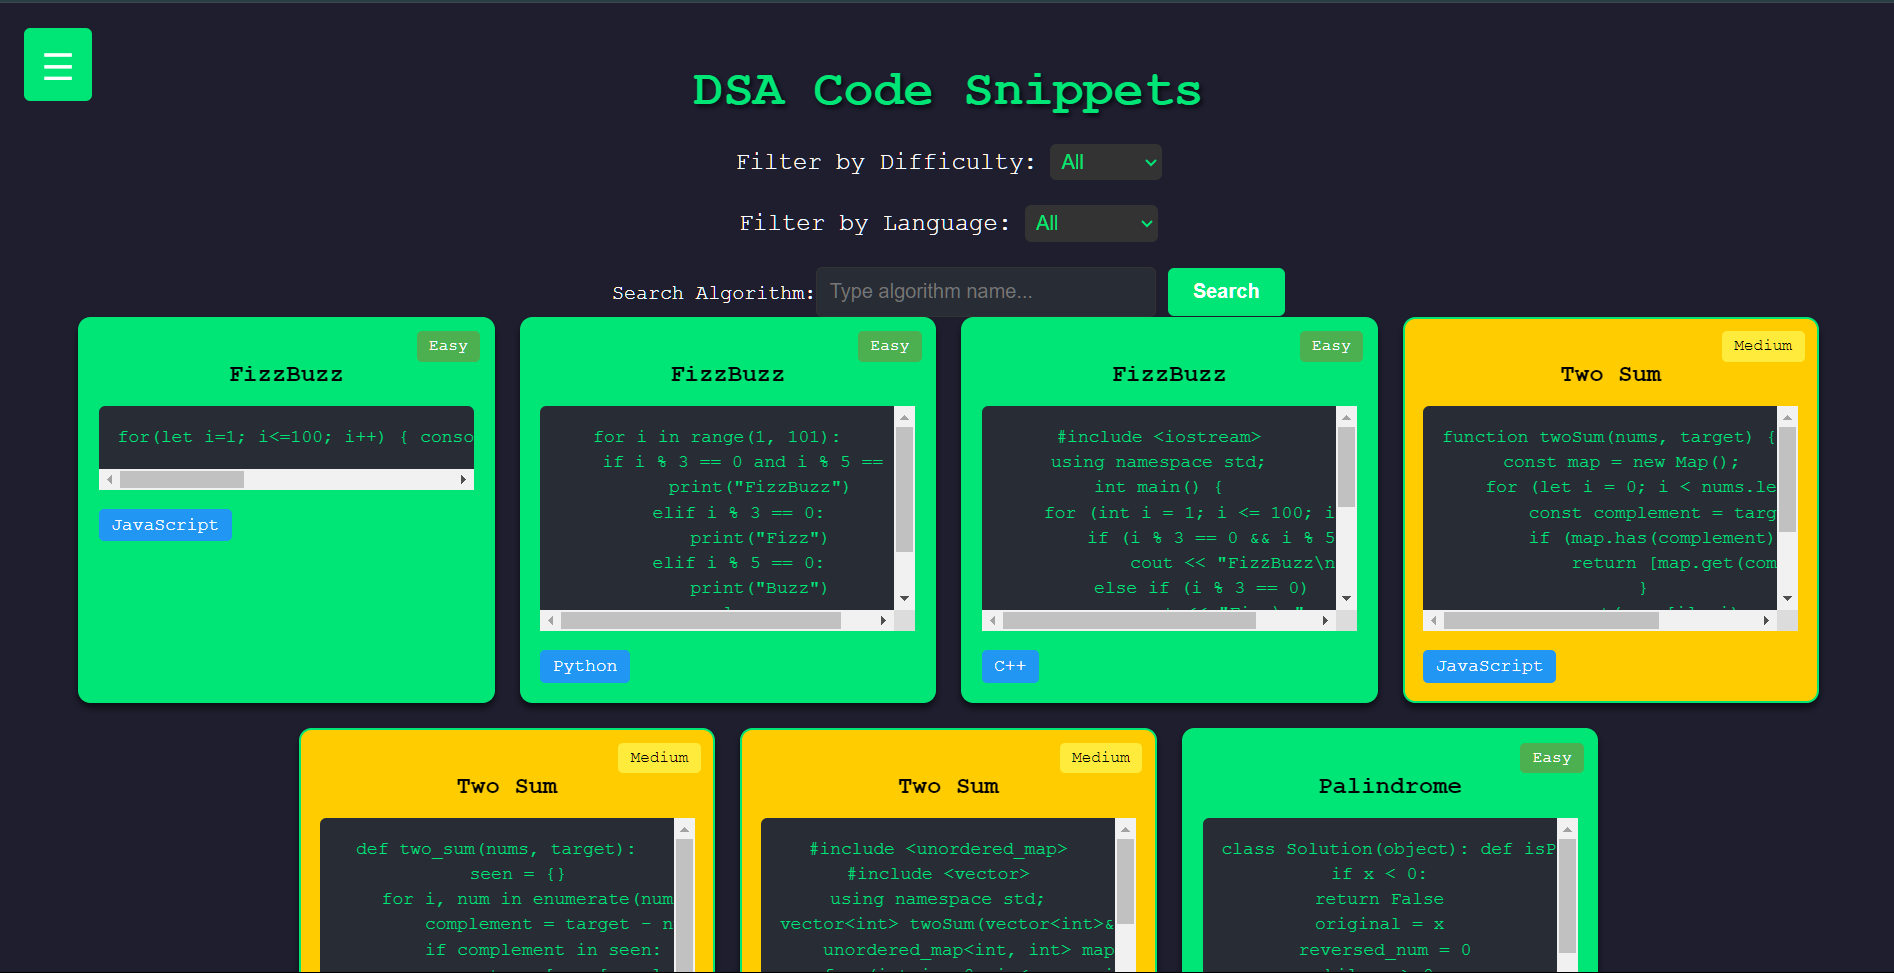 ☰
DSA Code Snippets
Filter by Difficulty: All
Filter by Language: All
Search Algorithm: Type algorithm name... Search
Easy
FizzBuzz
for(let i=1; i<=100; i++) { conso
JavaScript
Easy
FizzBuzz
for i in range(1, 101):
if i % 3 == 0 and i % 5 ==
print("FizzBuzz")
elif i % 3 == 0:
print("Fizz")
elif i % 5 == 0:
print("Buzz")
Python
Easy
FizzBuzz
#include <iostream>
using namespace std;
int main() {
for (int i = 1; i <= 100; i
if (i % 3 == 0 && i % 5
cout << "FizzBuzz\n
else if (i % 3 == 0)
C++
Medium
Two Sum
function twoSum(nums, target) {
const map = new Map();
for (let i = 0; i < nums.le
const complement = targ
if (map.has(complement)
return [map.get(com
}
JavaScript
Medium
Two Sum
def two_sum(nums, target):
seen = {}
for i, num in enumerate(num
complement = target - n
if complement in seen:
Medium
Two Sum
#include <unordered_map>
#include <vector>
using namespace std;
vector<int> twoSum(vector<int>&
unordered_map<int, int> map
Easy
Palindrome
class Solution(object): def isP
if x < 0:
return False
original = x
reversed_num = 0